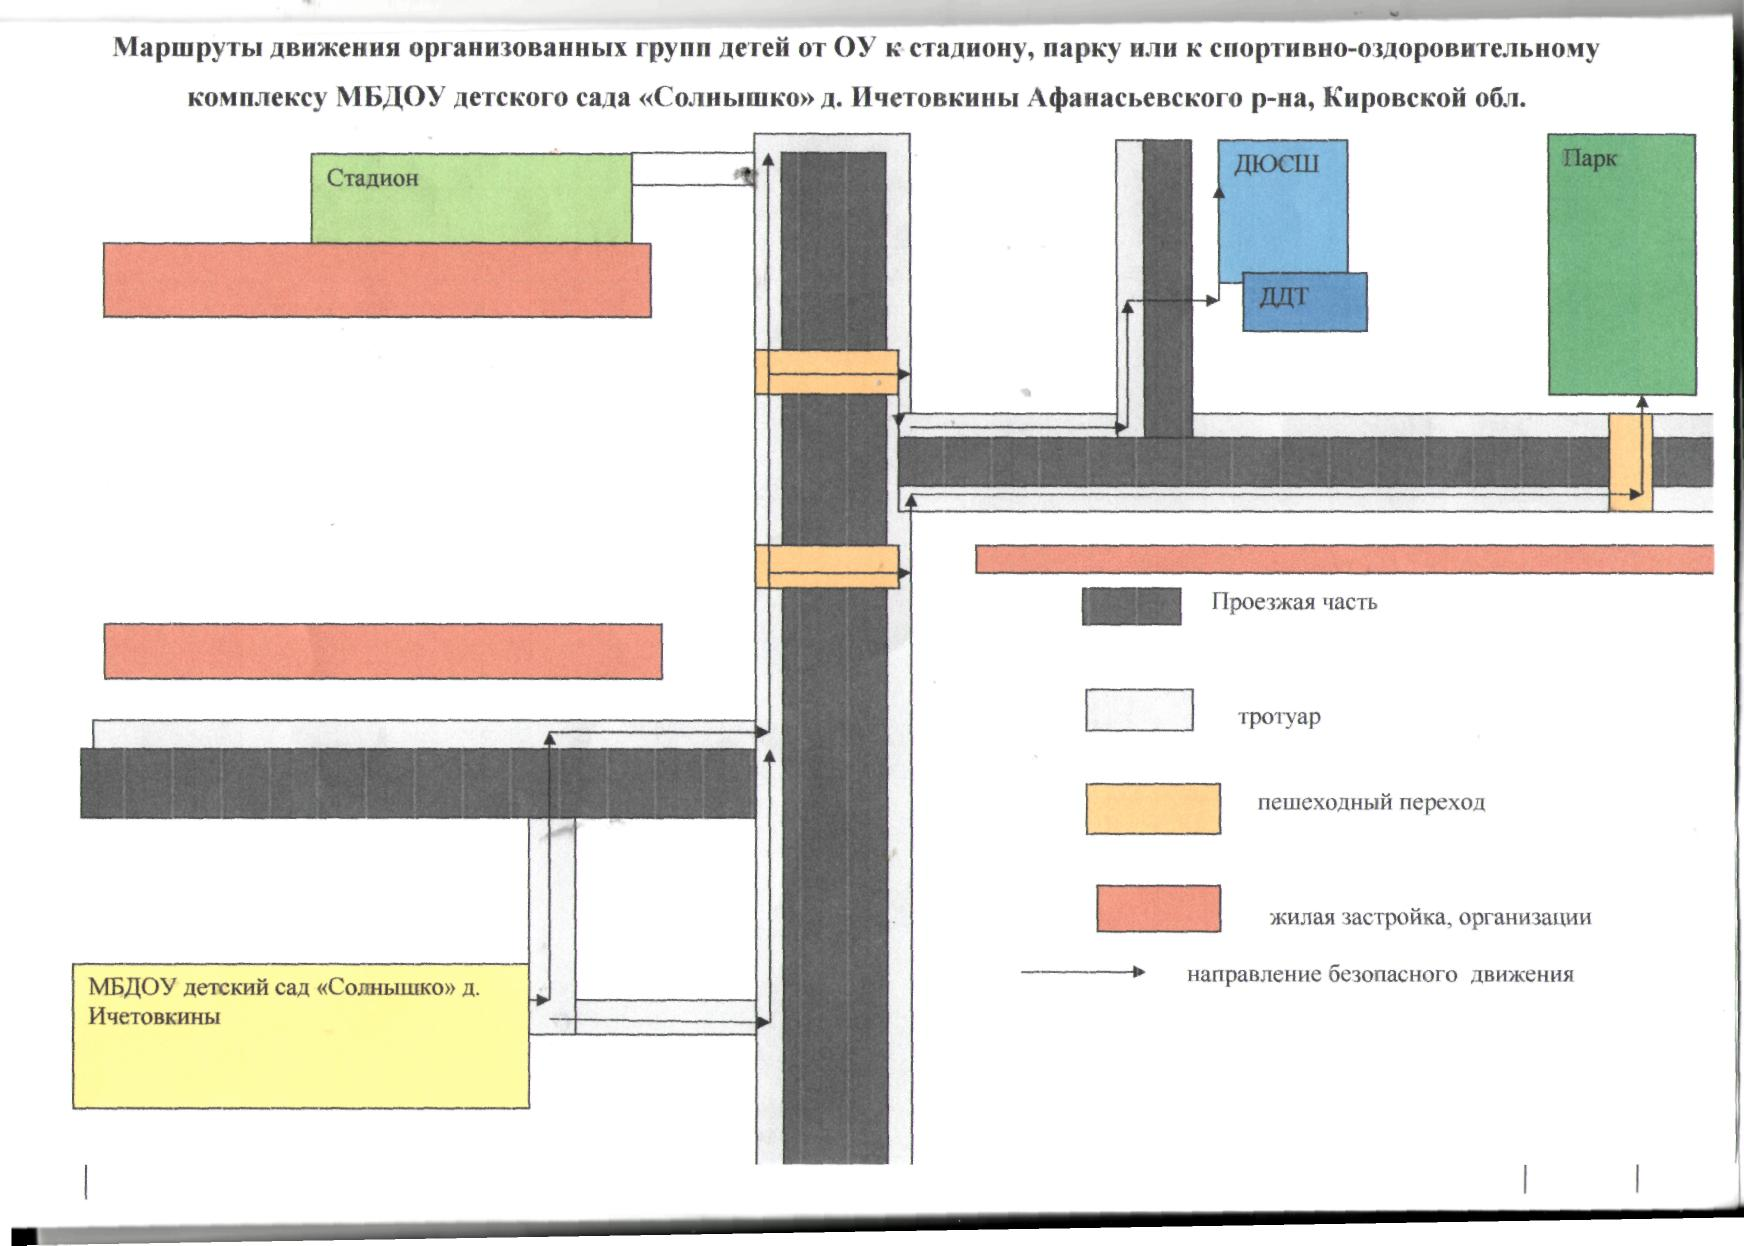 Маршруты движения организованных групп детей от ОУ к стадиону, парку или к спортивно-оздоровительному
комплексу МБДОУ детского сада «Солнышко» д. Ичетовкины Афанасьевского р-на, Кировской обл.
Стадион
ДЮСШ
Парк
ДДТ
Проезжая часть
тротуар
пешеходный переход
жилая застройка, организации
направление безопасного движения
МБДОУ детский сад «Солнышко» д.
Ичетовкины